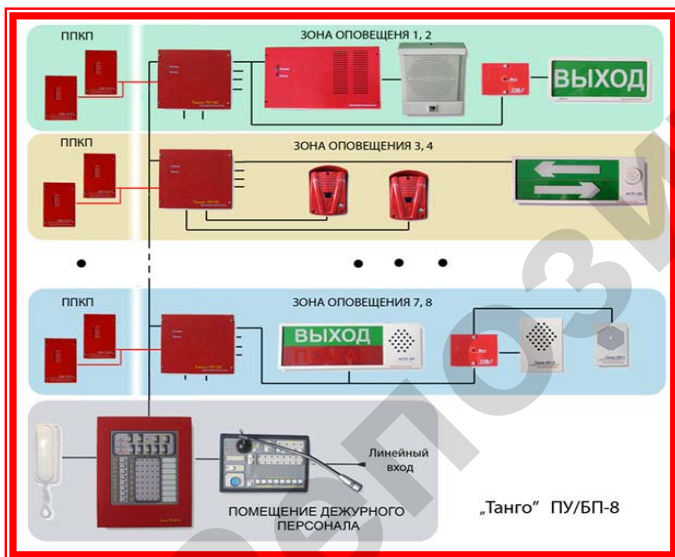 ППКП
ЗОНА ОПОВЕЩЕНЯ 1, 2
ВЫХОД
ППКП
ЗОНА ОПОВЕЩЕНИЯ 3, 4
ППКП
ЗОНА ОПОВЕЩЕНИЯ 7, 8
ВЫХОД
Линейный
вход
ПОМЕЩЕНИЕ ДЕЖУРНОГО
ПЕРСОНАЛА
„Танго” ПУ/БП-8